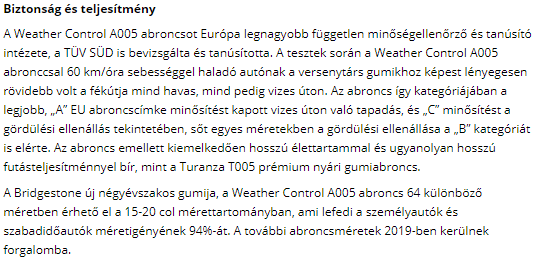 Biztonság és teljesítmény
A Weather Control A005 abroncsot Európa legnagyobb független minőségellenőrző és tanúsító
intézete, a TÜV SÜD is bevizsgálta és tanúsította. A tesztek során a Weather Control A005
abronccsal 60 km/óra sebességgel haladó autónak a versenytárs gumikhoz képest lényegesen
rövidebb volt a fékútja mind havas, mind pedig vizes úton. Az abroncs így kategóriájában a
legjobb, „A” EU abroncscímke minősítést kapott vizes úton való tapadás, és „C” minősítést a
gördülési ellenállás tekintetében, sőt egyes méretekben a gördülési ellenállása a „B” kategóriát
is elérte. Az abroncs emellett kiemelkedően hosszú élettartammal és ugyanolyan hosszú
futásteljesítménnyel bír, mint a Turanza T005 prémium nyári gumiabroncs.
A Bridgestone új négyévszakos gumija, a Weather Control A005 abroncs 64 különböző
méretben érhető el a 15-20 col mérettartományban, ami lefedi a személyautók és
szabadidőautók méretigényének 94%-át. A további abroncsméretek 2019-ben kerülnek
forgalomba.